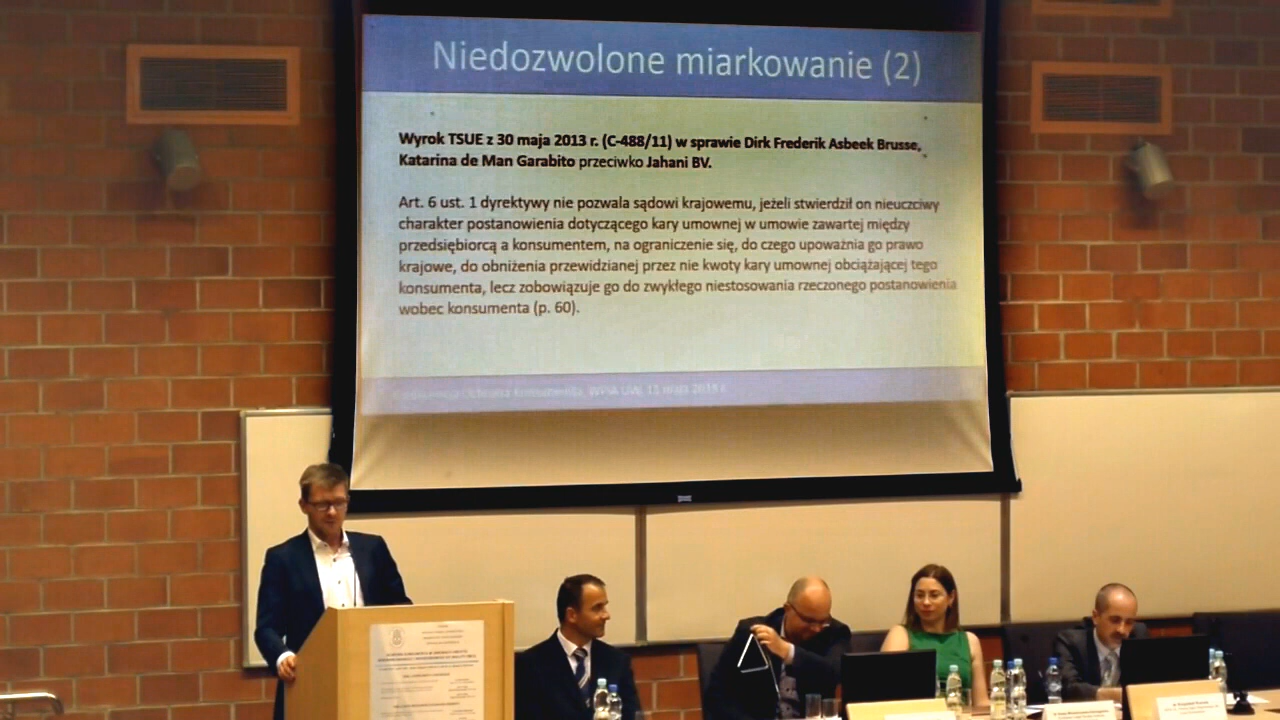 Niedozwolone miarkowanie (2)
Wyrok TSUE z 30 maja 2013 r. (C-488/11) w sprawie Dirk Frederik Asbeek Brusse,
Katarina de Man Garabito przeciwko Jahani BV.
Art. 6 ust. 1 dyrektywy nie pozwala sądowi krajowemu, jeżeli stwierdził on nieuczciwy
charakter postanowienia dotyczącego kary umownej w umowie zawartej między
przedsiębiorcą a konsumentem, na ograniczenie się, do czego upoważnia go prawo
krajowe, do obniżenia przewidzianej przez nie kwoty kary umownej obciążającej tego
konsumenta, lecz zobowiązuje go do zwykłego niestosowania rzeczonego postanowienia
wobec konsumenta (p. 60).
WPiA UW, maja